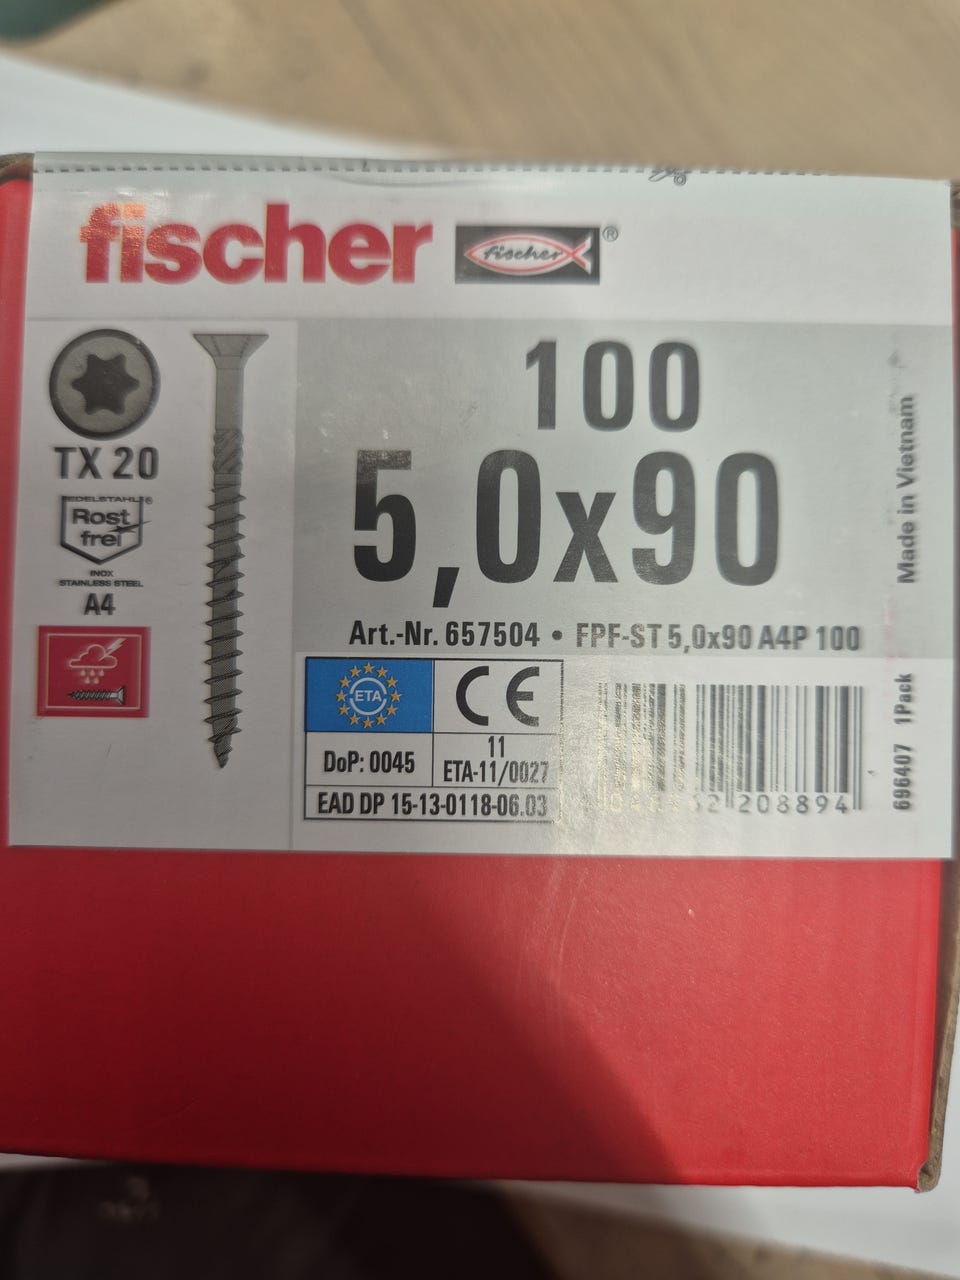 fischer
fischer ®
TX 20
EDELSTAHL ®
Rost
frei
INOX
STAINLESS STEEL
A4
100
5,0x90
Art.-Nr. 657504 • FPF-ST 5,0x90 A4P 100
ETA
CE
DoP: 0045
11
ETA-11/0027
EAD DP 15-13-0118-06.03
208894
Made in Vietnam
696407 1Pack